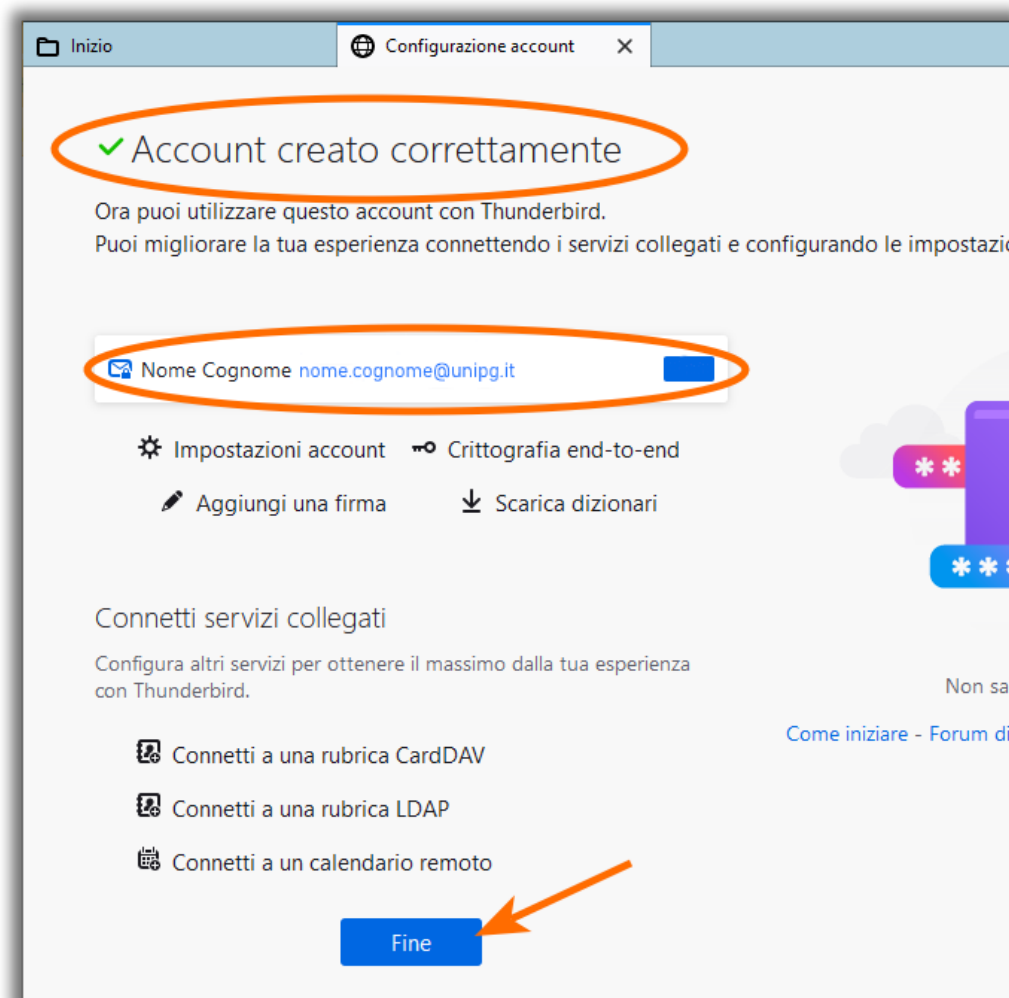 Inizio
Configurazione account
Account creato correttamente
Ora puoi utilizzare questo account con Thunderbird.
Puoi migliorare la tua esperienza connettendo i servizi collegati e configurando le impostazio
Nome Cognome nome.cognome@unipg.it
Impostazioni account
Crittografia end-to-end
Aggiungi una firma
Scarica dizionari
Connetti servizi collegati
Configura altri servizi per ottenere il massimo dalla tua esperienza
con Thunderbird.
Non sa
Come iniziare - Forum di
Connetti a una rubrica CardDAV
Connetti a una rubrica LDAP
Connetti a un calendario remoto
Fine